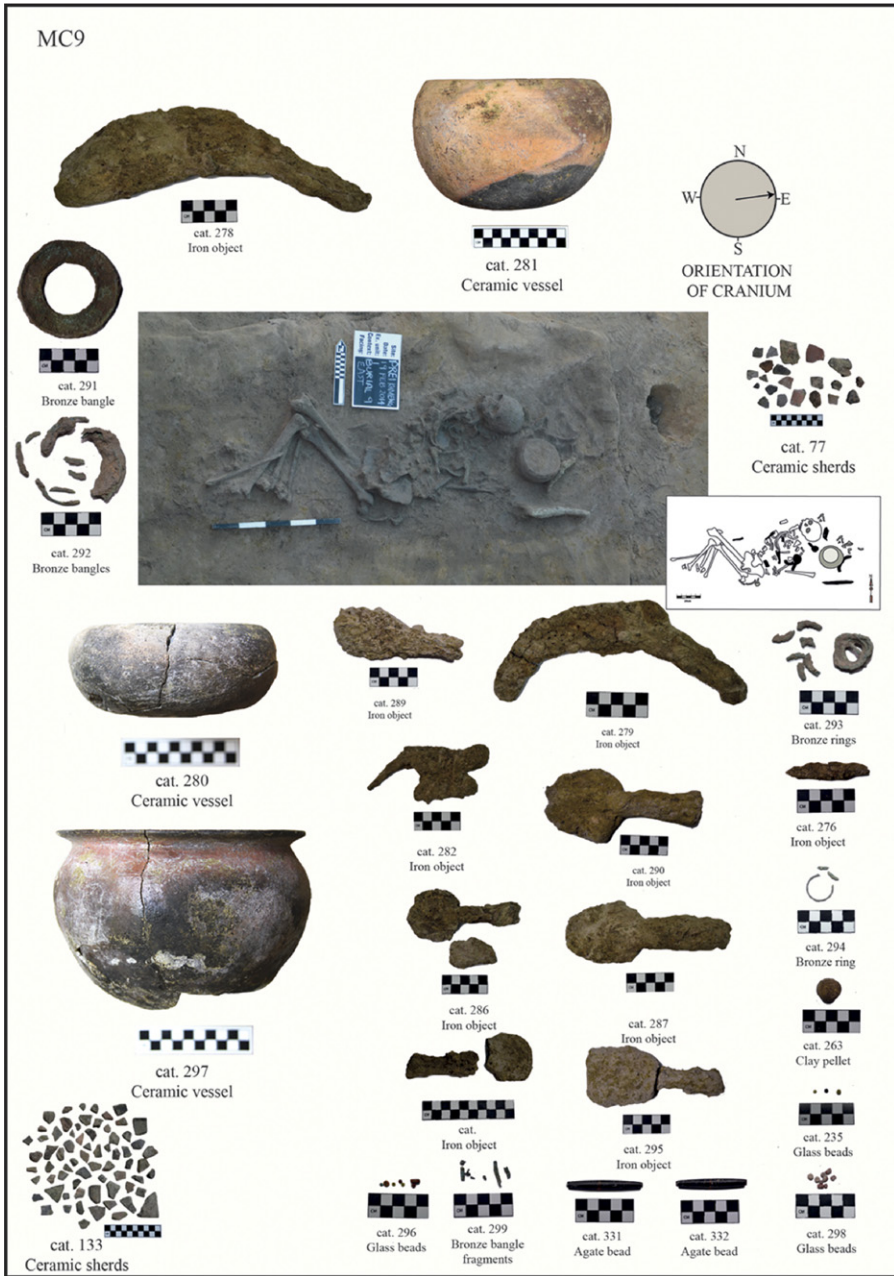 MC9
cat. 278
Iron object
cat. 281
Ceramic vessel
N
W
E
S
ORIENTATION
OF CRANIUM
cat. 291
Bronze bangle
cat. 77
Ceramic sherds
cat. 292
Bronze bangles
BURIAL 9
EAST
cat. 280
Ceramic vessel
cat. 289
Iron object
cat. 279
Iron object
cat. 293
Bronze rings
cat. 282
Iron object
cat. 290
Iron object
cat. 276
Iron object
cat. 297
Ceramic vessel
cat. 286
Iron object
cat. 287
Iron object
cat. 294
Bronze ring
cat. 263
Clay pellet
cat.
Iron object
cat. 295
Iron object
cat. 235
Glass beads
cat. 133
Ceramic sherds
cat. 296
Glass beads
cat. 299
Bronze bangle
fragments
cat. 331
Agate bead
cat. 332
Agate bead
cat. 298
Glass beads